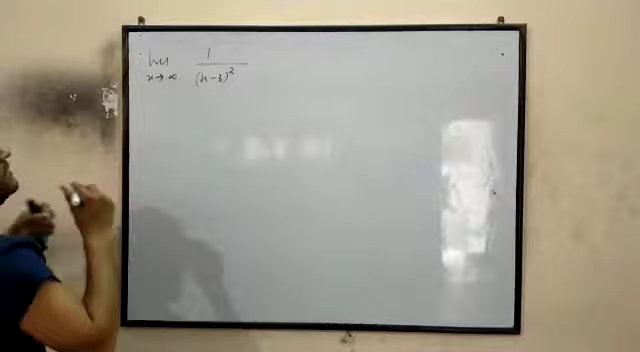 lim 1/(x-3)²
x→∞